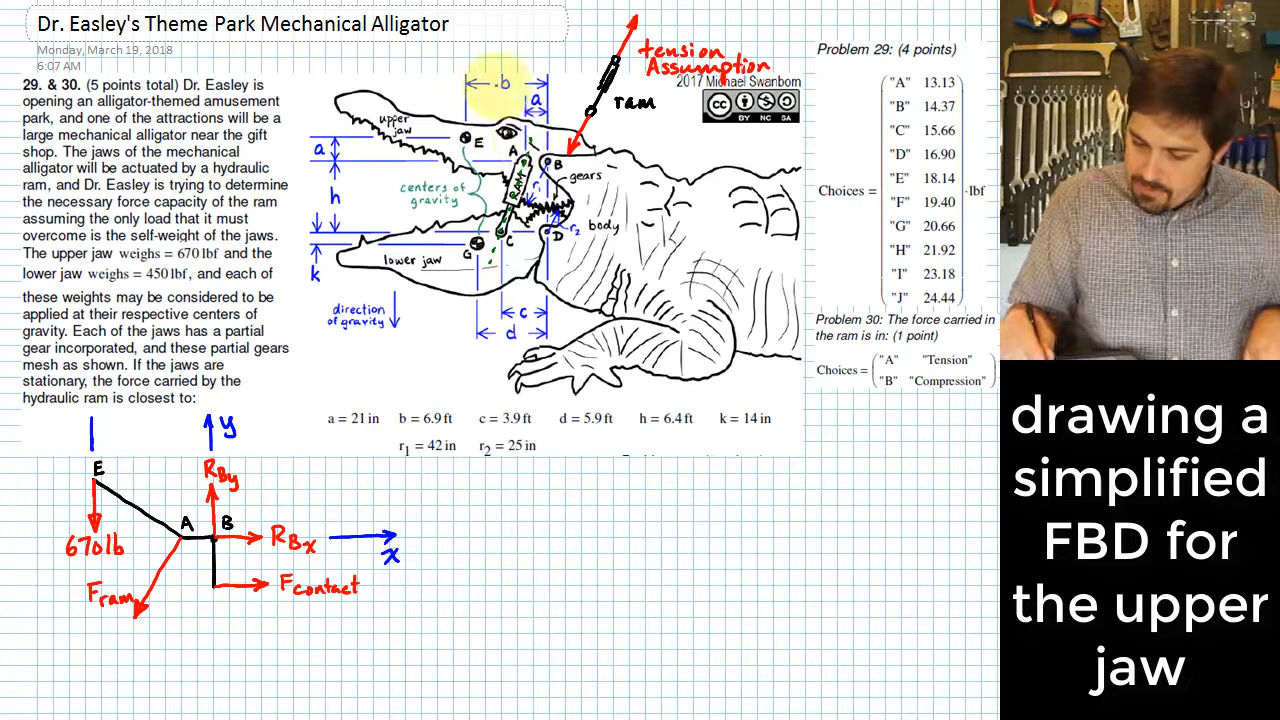 Dr. Easley's Theme Park Mechanical Alligator
Monday, March 19, 2018
6:07 AM
29. & 30. (5 points total) Dr. Easley is
opening an alligator-themed amusement
park, and one of the attractions will be a
large mechanical alligator near the gift
shop. The jaws of the mechanical
alligator will be actuated by a hydraulic
ram, and Dr. Easley is trying to determine
the necessary force capacity of the ram
assuming the only load that it must
overcome is the self-weight of the jaws.
The upper jaw weighs = 670 lbf and the
lower jaw weighs = 450 lbf, and each of
these weights may be considered to be
applied at their respective centers of
gravity. Each of the jaws has a partial
gear incorporated, and these partial gears
mesh as shown. If the jaws are
stationary, the force carried by the
hydraulic ram is closest to:
b
a
upper
jaw
E
A
B
a
h
k
centers of
gravity
RAM
r1
gears
r2
C
D
body
G
lower jaw
direction
of gravity
c
d
tension
Assumption
ram
2017 Michael Swanbom
cc
BY NC SA
a = 21 in b = 6.9 ft c = 3.9 ft d = 5.9 ft h = 6.4 ft k = 14 in
r1 = 42 in r2 = 25 in
Problem 29: (4 points)
Choices =
"A" 13.13
"B" 14.37
"C" 15.66
"D" 16.90
"E" 18.14
"F" 19.40
"G" 20.66
"H" 21.92
"I" 23.18
"J" 24.44
·lbf
Problem 30: The force carried in
the ram is in: (1 point)
Choices =
"A" "Tension"
"B" "Compression"
y
E
RBy
A B
670lb
RBx
x
Fram
Fcontact
drawing a
simplified
FBD for
the upper
jaw